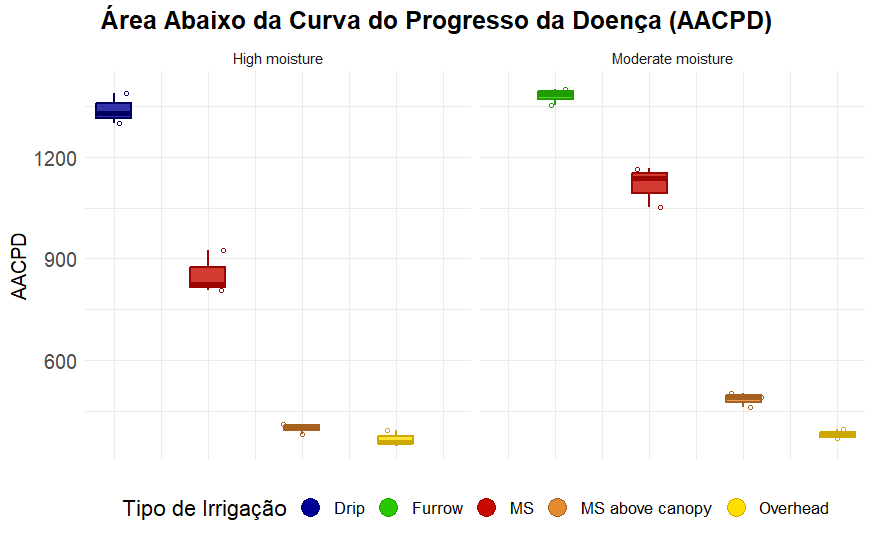 Área Abaixo da Curva do Progresso da Doença (AACPD)
High moisture
Moderate moisture
AACPD
1200
900
600
Tipo de Irrigação
Drip
Furrow
MS
MS above canopy
Overhead